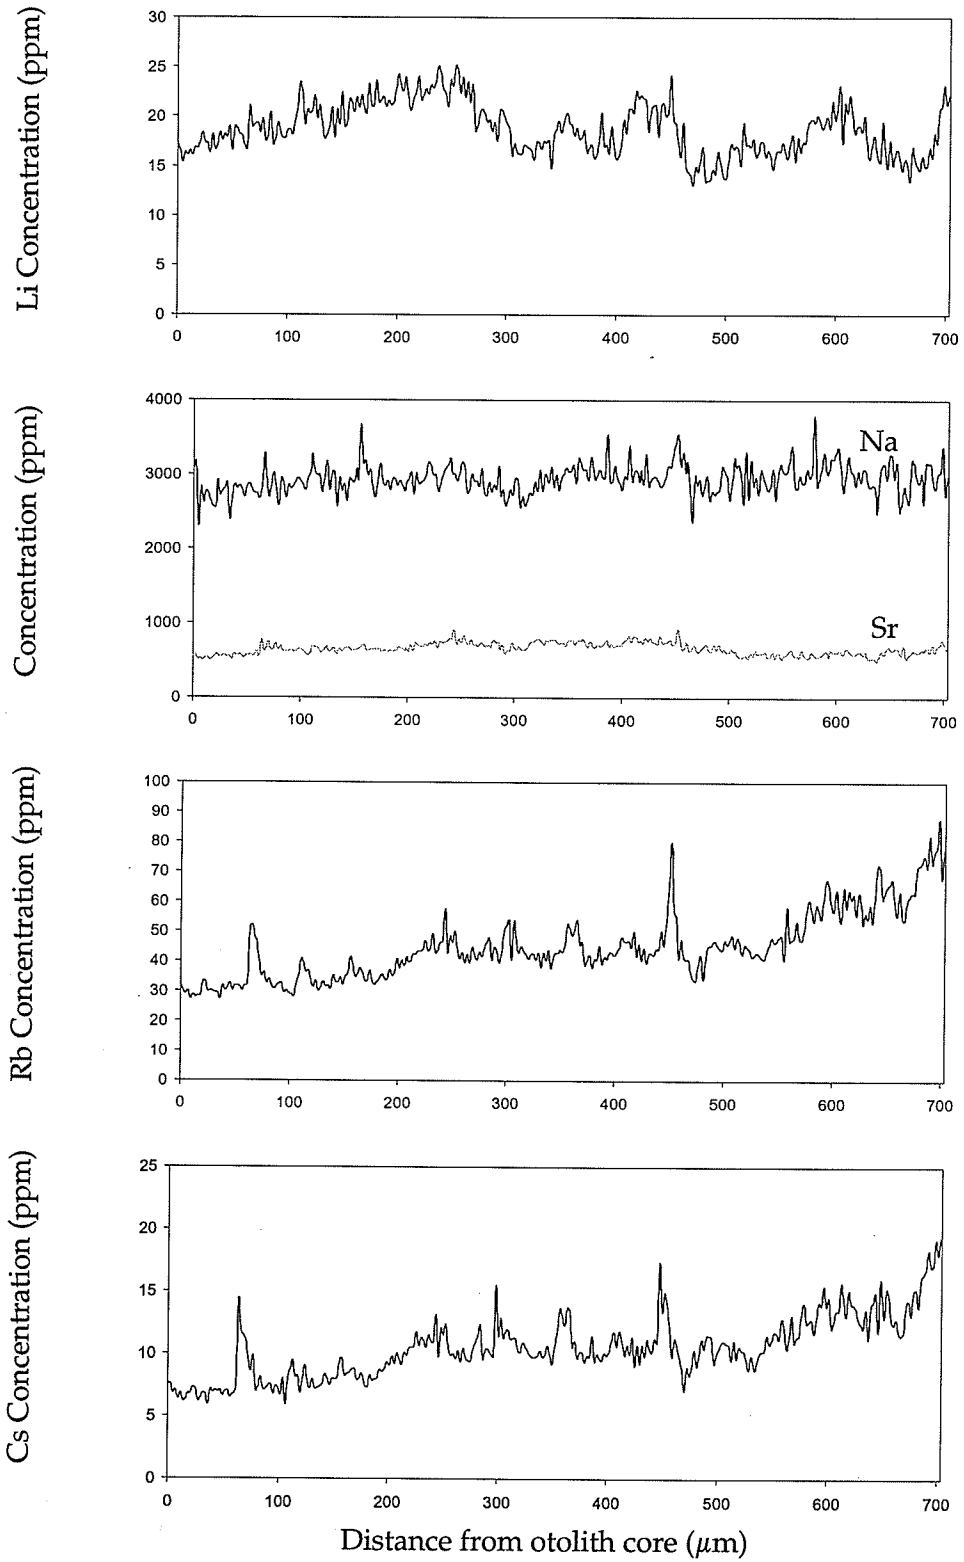 Li Concentration (ppm)
30
25
20
15
10
5
0
0 100 200 300 400 500 600 700
Concentration (ppm)
4000
3000
2000
1000
0
Na
Sr
0 100 200 300 400 500 600 700
Rb Concentration (ppm)
100
90
80
70
60
50
40
30
20
10
0
0 100 200 300 400 500 600 700
Cs Concentration (ppm)
25
20
15
10
5
0
0 100 200 300 400 500 600 700
Distance from otolith core (μm)